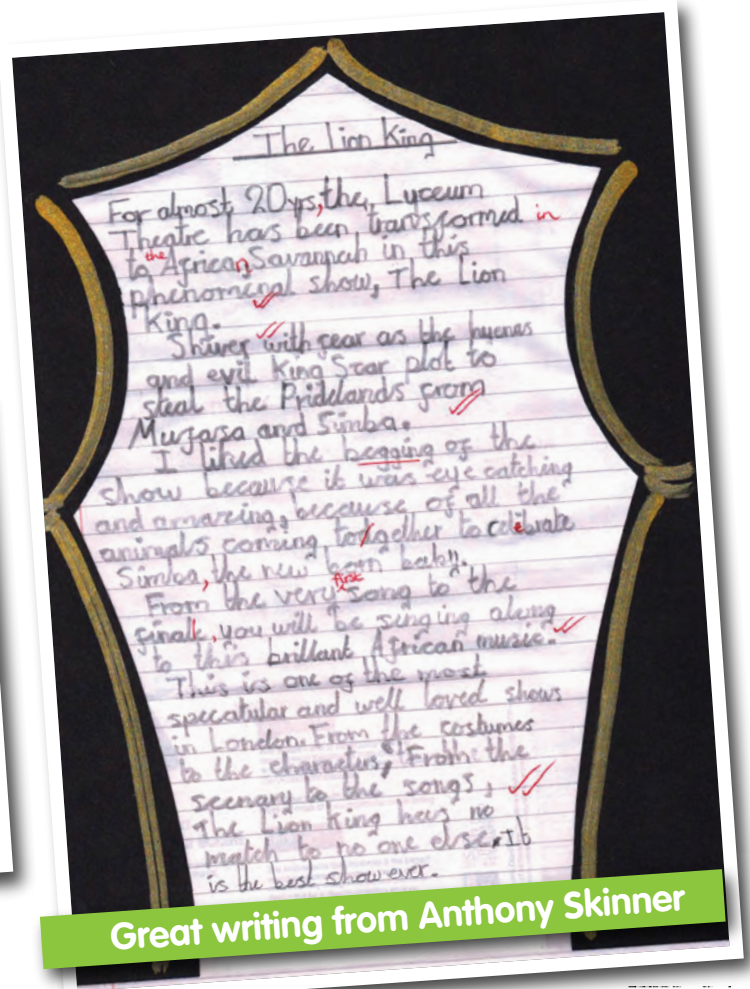 The Lion King
For almost 20yrs, the, Lyceum
Theatre has been transformed in
to the African Savannah in this
phenomenal show, The Lion
king.
Shiver with fear as the hyenas
and evil King Scar plot to
steal the Pridelands from
Mufasa and Simba.
I liked the begging of the
show because it was eye catching
and amazing, because of all the
animals coming together to celibrate
Simba, the new born baby.
From the very first song to the
finale, you will be singing along
to this brillant African music.
This is one of the most
spectular and well loved shows
in London. From the costumes
to the characters, From the
scenary to the songs,
The Lion king has no
match to no one else. It
is the best show ever.
Great writing from Anthony Skinner